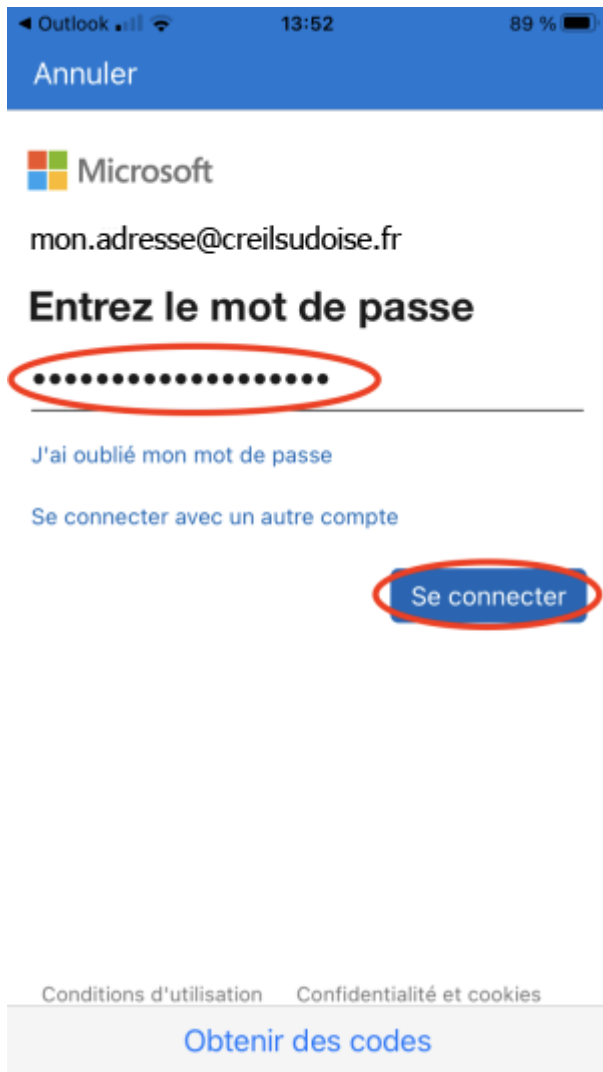 ◀ Outlook 13:52 89 %
Annuler
Microsoft
mon.adresse@creilsudoise.fr
Entrez le mot de passe
•••••••••••••••••••
J'ai oublié mon mot de passe
Se connecter avec un autre compte
Se connecter
Conditions d'utilisation Confidentialité et cookies
Obtenir des codes